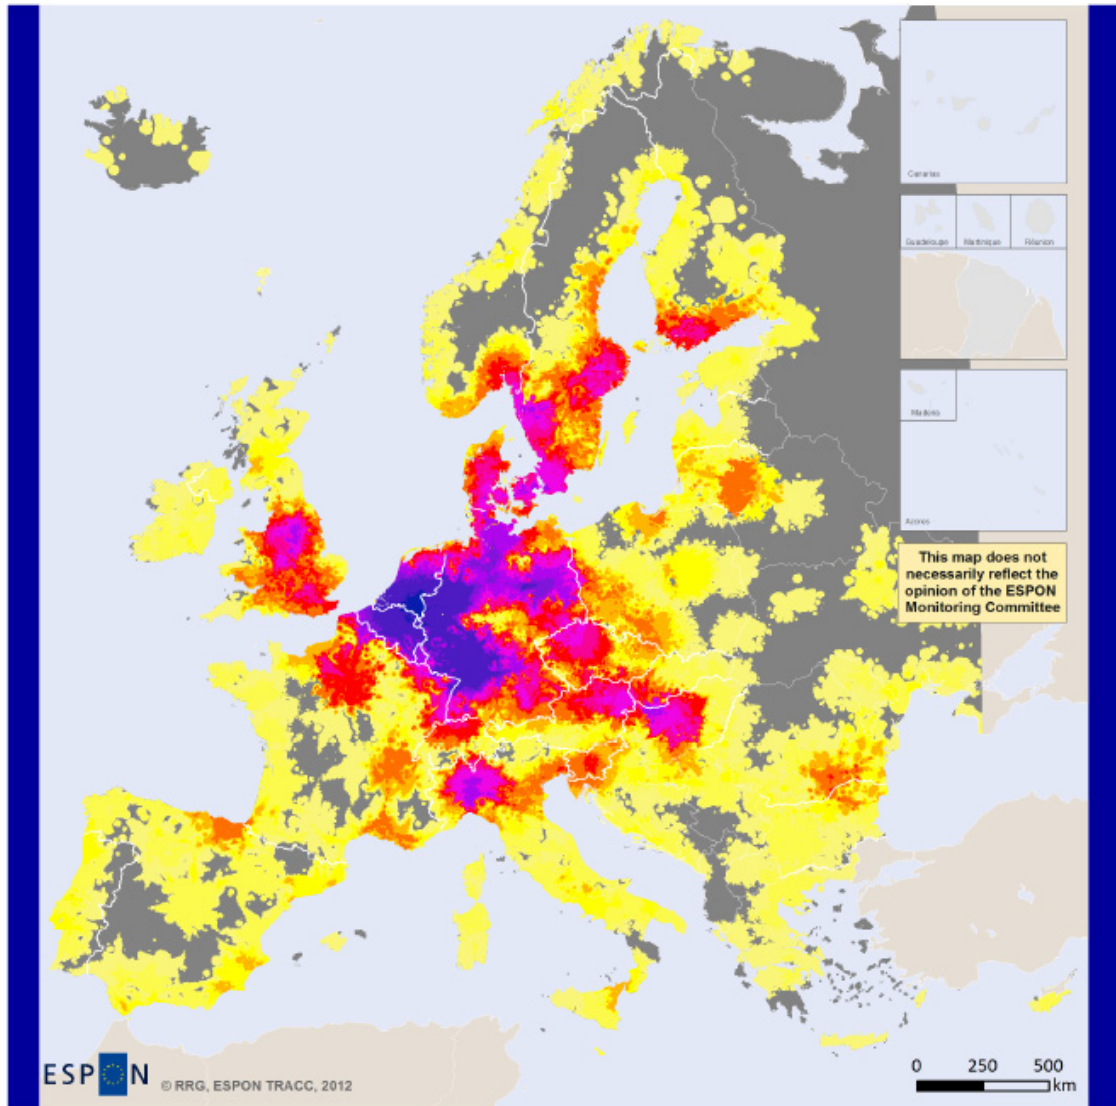 Canarias
Guadeloupe
Martinique
Réunion
Madeira
Azores
This map does not
necessarily reflect the
opinion of the ESPON
Monitoring Committee
ESPON
© RRG, ESPON TRACC, 2012
0 250 500
km